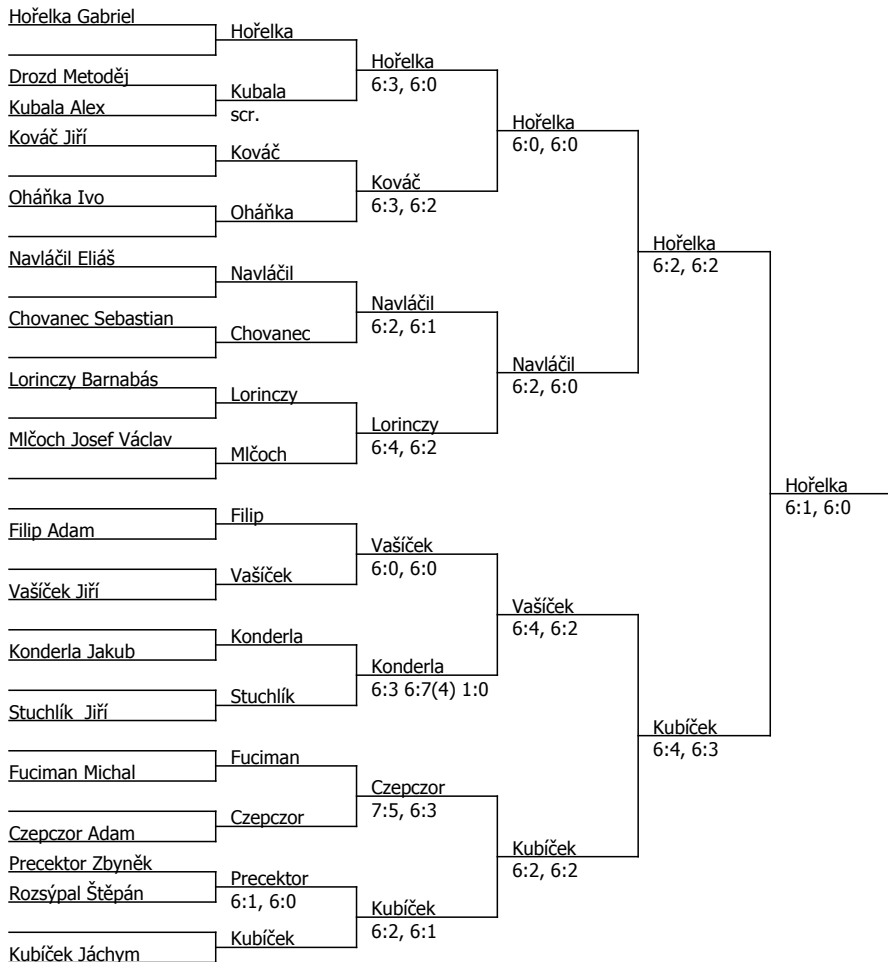 Hořelka Gabriel
Hořelka
Hořelka
6:3, 6:0
Drozd Metoděj
Kubala
scr.
Kubala Alex
Hořelka
6:0, 6:0
Kováč Jiří
Kováč
Kováč
6:3, 6:2
Oháňka Ivo
Oháňka
Hořelka
6:2, 6:2
Navláčil Eliáš
Navláčil
Navláčil
6:2, 6:1
Chovanec Sebastian
Chovanec
Navláčil
6:2, 6:0
Lorinczy Barnabás
Lorinczy
Lorinczy
6:4, 6:2
Mlčoch Josef Václav
Mlčoch
Hořelka
6:1, 6:0
Filip
Filip Adam
Vašíček
6:0, 6:0
Vašíček
Vašíček Jiří
Vašíček
6:4, 6:2
Konderla
Konderla Jakub
Konderla
6:3 6:7(4) 1:0
Stuchlík
Stuchlík  Jiří
Kubíček
6:4, 6:3
Fuciman
Fuciman Michal
Czepczor
7:5, 6:3
Czepczor
Czepczor Adam
Kubíček
6:2, 6:2
Precektor Zbyněk
Precektor
6:1, 6:0
Rozsýpal Štěpán
Kubíček
6:2, 6:1
Kubíček
Kubíček Jáchym